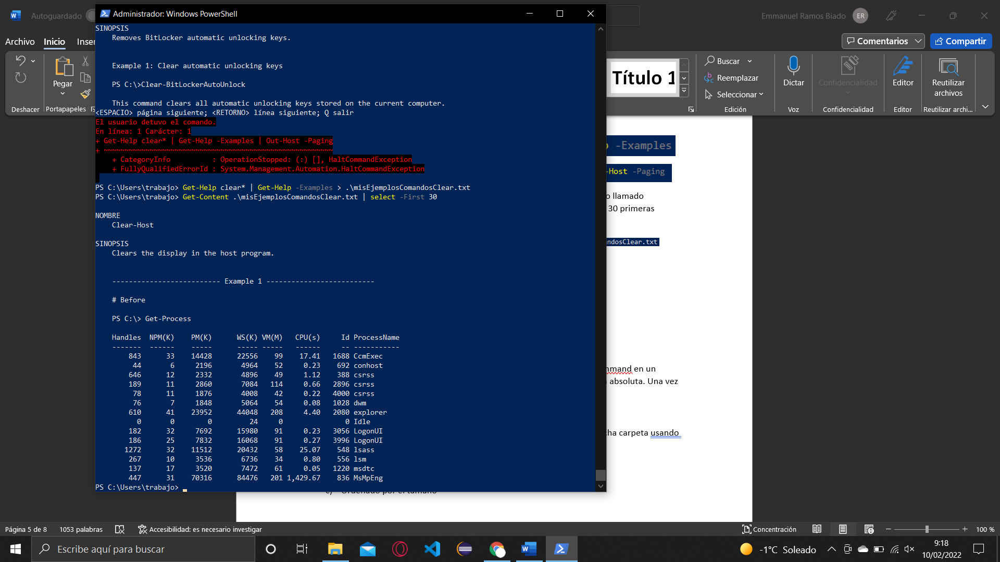 Autoguardado
Administrador: Windows PowerShell
Emmanuel Ramos Biado
ER
Archivo
Inicio
Inser
Comentarios
Compartir
Pegar
Deshacer
Portapapeles
Título 1
Buscar
Reemplazar
Seleccionar
Edición
Dictar
Voz
Confidencialidad
Confidencialidad
Editor
Editor
Reutilizar
archivos
Reutilizar archi...
SINOPSIS
Removes BitLocker automatic unlocking keys.
Example 1: Clear automatic unlocking keys
PS C:\>Clear-BitLockerAutoUnlock
This command clears all automatic unlocking keys stored on the current computer.
<ESPACIO> página siguiente; <RETORNO> línea siguiente; Q salir
El usuario detuvo el comando.
En línea: 1 Carácter: 1
+ Get-Help clear* | Get-Help -Examples | Out-Host -Paging
+ ~~~~~~~~~~~~~~~~~~~~~~~~~~~~~~~~~~~~~~~~~~~~~~~~~~~~~~~
+ CategoryInfo          : OperationStopped: (:) [], HaltCommandException
+ FullyQualifiedErrorId : System.Management.Automation.HaltCommandException
PS C:\Users\trabajo> Get-Help clear* | Get-Help -Examples > .\misEjemplosComandosClear.txt
PS C:\Users\trabajo> Get-Content .\misEjemplosComandosClear.txt | select -First 30
NOMBRE
Clear-Host
SINOPSIS
Clears the display in the host program.
-------------------------- Example 1 --------------------------
# Before
PS C:\> Get-Process
Handles  NPM(K)    PM(K)      WS(K) VM(M)   CPU(s)     Id ProcessName
-------  ------    -----      ----- -----   ------     -- -----------
843      33    14428      22556    99    17.41   1688 CcmExec
44       6     2196       4964    52     0.23    692 conhost
646      12     2332       4896    49     1.12    388 csrss
189      11     2860       7084   114     0.66   2896 csrss
78      11     1876       4008    42     0.22   4000 csrss
76       7     1848       5064    54     0.08   1028 dwm
610      41    23952      44048   208     4.40   2080 explorer
0       0        0         24     0               0 Idle
182      32     7692      15980    91     0.23   3056 LogonUI
186      25     7832      16068    91     0.27   3996 LogonUI
1272      32    11512      20432    58    25.07    548 lsass
267      10     3536       6736    34     0.80    556 lsm
137      17     3520       7472    61     0.05   1220 msdtc
447      31    70316      84476   201 1,429.67    836 MsMpEng
PS C:\Users\trabajo>
-Examples
-Host -Paging
o llamado
30 primeras
ndosClear.txt
mmand en un
absoluta. Una vez
cha carpeta usando
Ordenado por el tamaño
Página 5 de 8
1053 palabras
Accesibilidad: es necesario investigar
Concentración
100 %
Escribe aquí para buscar
-1°C Soleado
9:18
10/02/2022